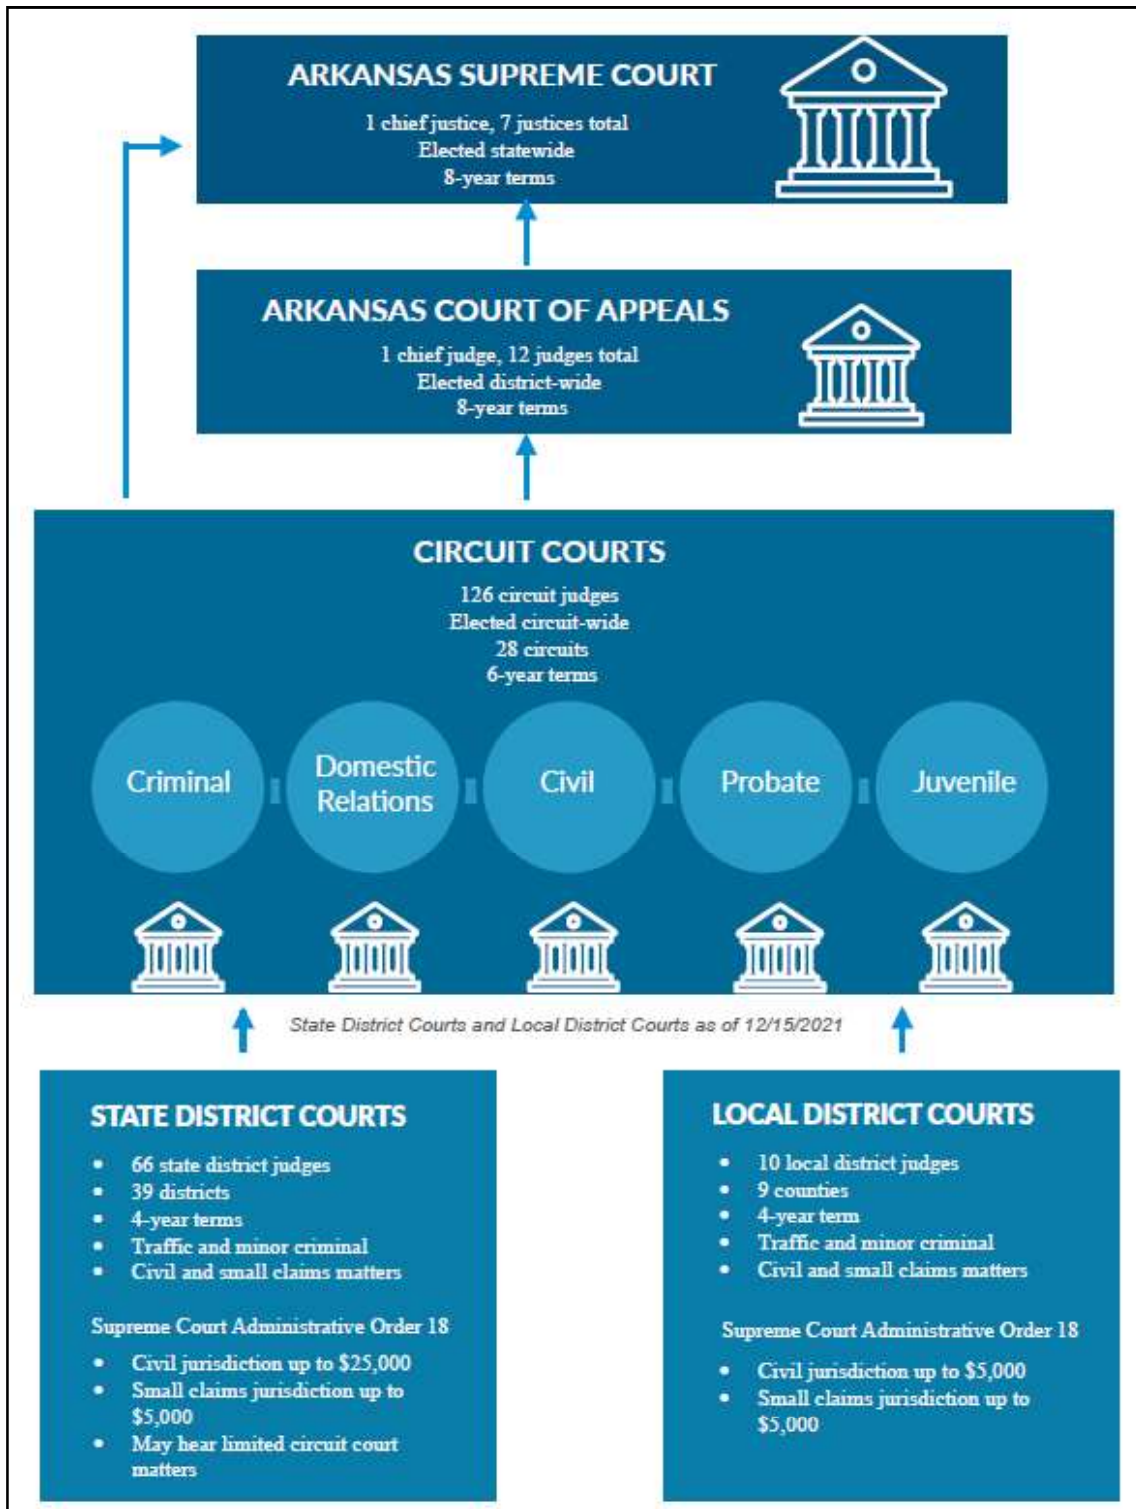 ARKANSAS SUPREME COURT
1 chief justice, 7 justices total
Elected statewide
8-year terms
ARKANSAS COURT OF APPEALS
1 chief judge, 12 judges total
Elected district-wide
8-year terms
CIRCUIT COURTS
126 circuit judges
Elected circuit-wide
28 circuits
6-year terms
Criminal
Domestic
Relations
Civil
Probate
Juvenile
State District Courts and Local District Courts as of 12/15/2021
STATE DISTRICT COURTS
• 66 state district judges
• 39 districts
• 4-year terms
• Traffic and minor criminal
• Civil and small claims matters
Supreme Court Administrative Order 18
• Civil jurisdiction up to $25,000
• Small claims jurisdiction up to
$5,000
• May hear limited circuit court
matters
LOCAL DISTRICT COURTS
• 10 local district judges
• 9 counties
• 4-year term
• Traffic and minor criminal
• Civil and small claims matters
Supreme Court Administrative Order 18
• Civil jurisdiction up to $5,000
• Small claims jurisdiction up to
$5,000